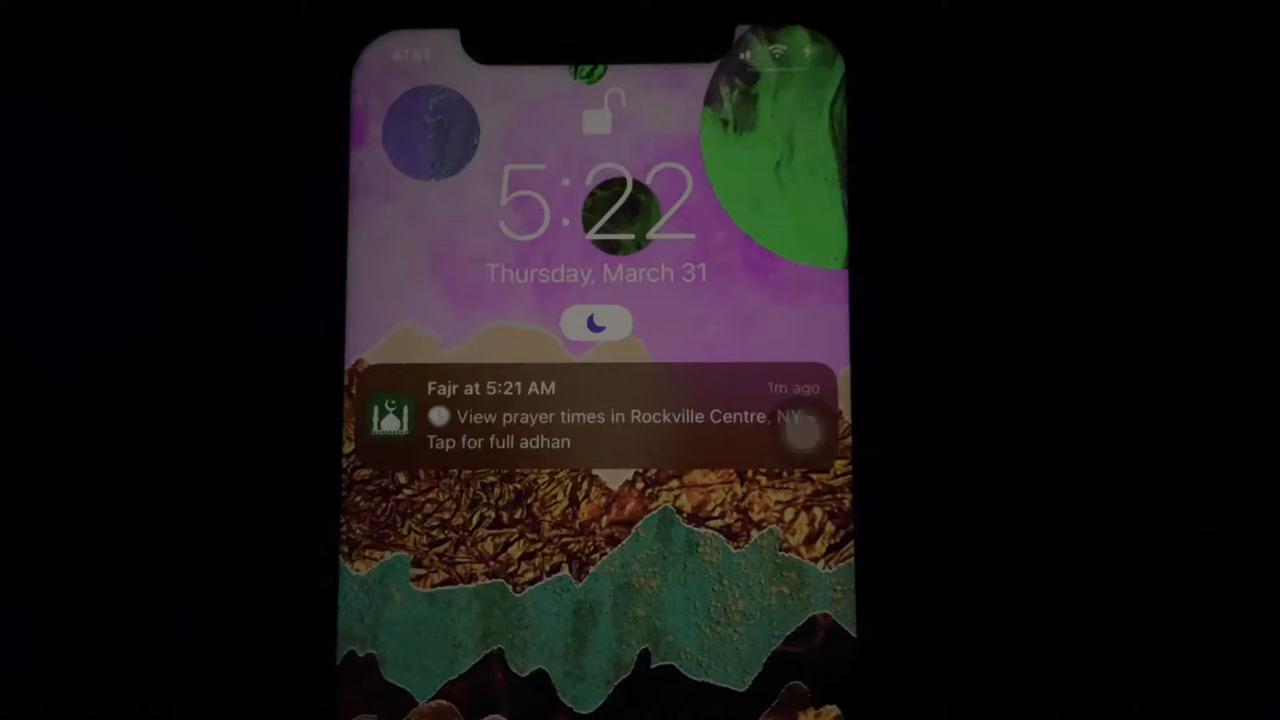 AT&T
5:22
Thursday, March 31
Fajr at 5:21 AM
1m ago
View prayer times in Rockville Centre, NY -
Tap for full adhan